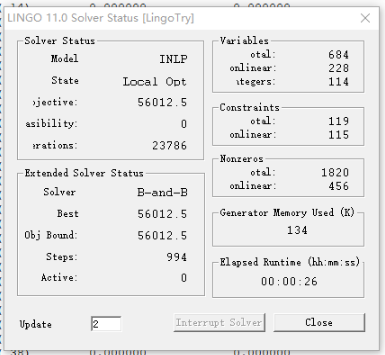 LINGO 11.0 Solver Status [LingoTry]
Solver Status
Model INLP
State Local Opt
jective: 56012.5
asibility: 0
erations: 23786
Extended Solver Status
Solver B-and-B
Best 56012.5
Obj Bound: 56012.5
Steps: 994
Active: 0
Variables
otal: 684
onlinear: 228
tegers: 114
Constraints
otal: 119
onlinear: 115
Nonzeros
otal: 1820
onlinear: 456
Generator Memory Used (K)
134
Elapsed Runtime (hh:mm:ss)
00:00:26
Update 2 Interrupt Solver Close